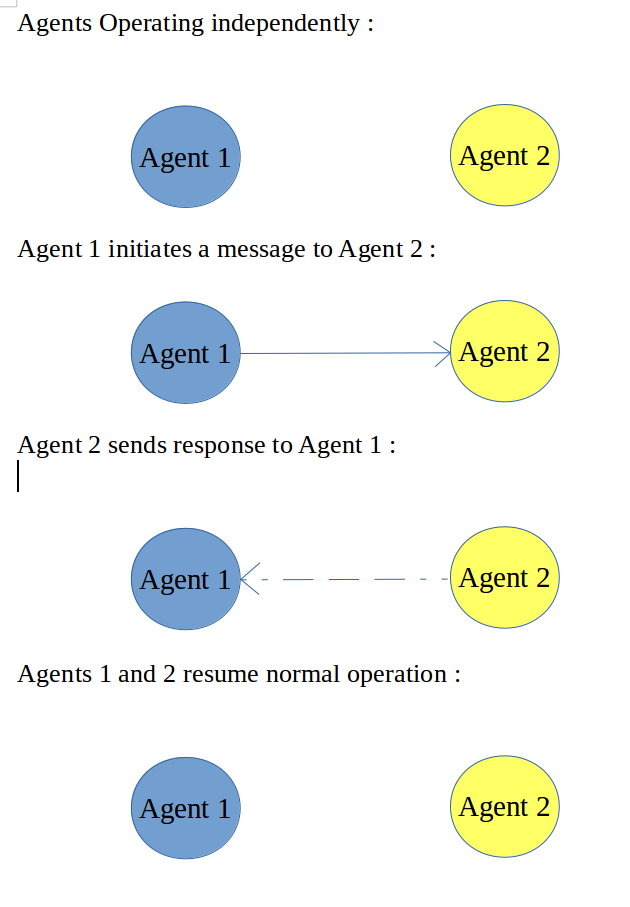 Agents Operating independently :
Agent 1 Agent 2
Agent 1 initiates a message to Agent 2 :
Agent 1 Agent 2
Agent 2 sends response to Agent 1 :
Agent 1 Agent 2
Agents 1 and 2 resume normal operation :
Agent 1 Agent 2